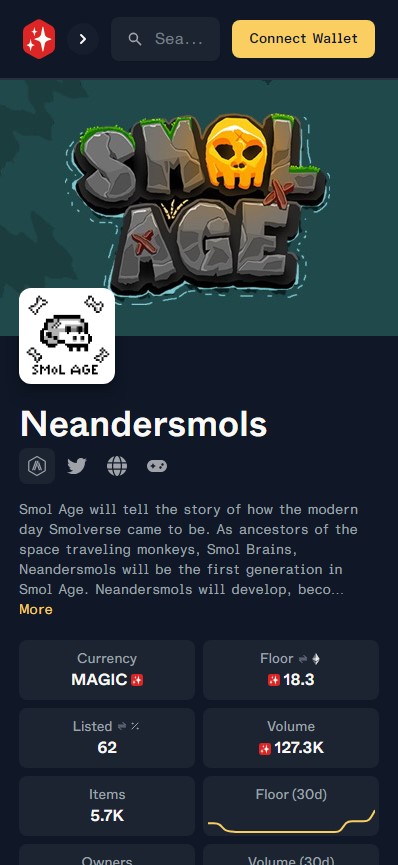 Sea...
Connect Wallet
SMOL
AGE
SMOL AGE
Neandersmols
Smol Age will tell the story of how the modern
day Smolverse came to be. As ancestors of the
space traveling monkeys, Smol Brains,
Neandersmols will be the first generation in
Smol Age. Neandersmols will develop, beco...
More
Currency
MAGIC
Floor
18.3
Listed
62
Volume
127.3K
Items
5.7K
Floor (30d)
Owners
Volume (30d)